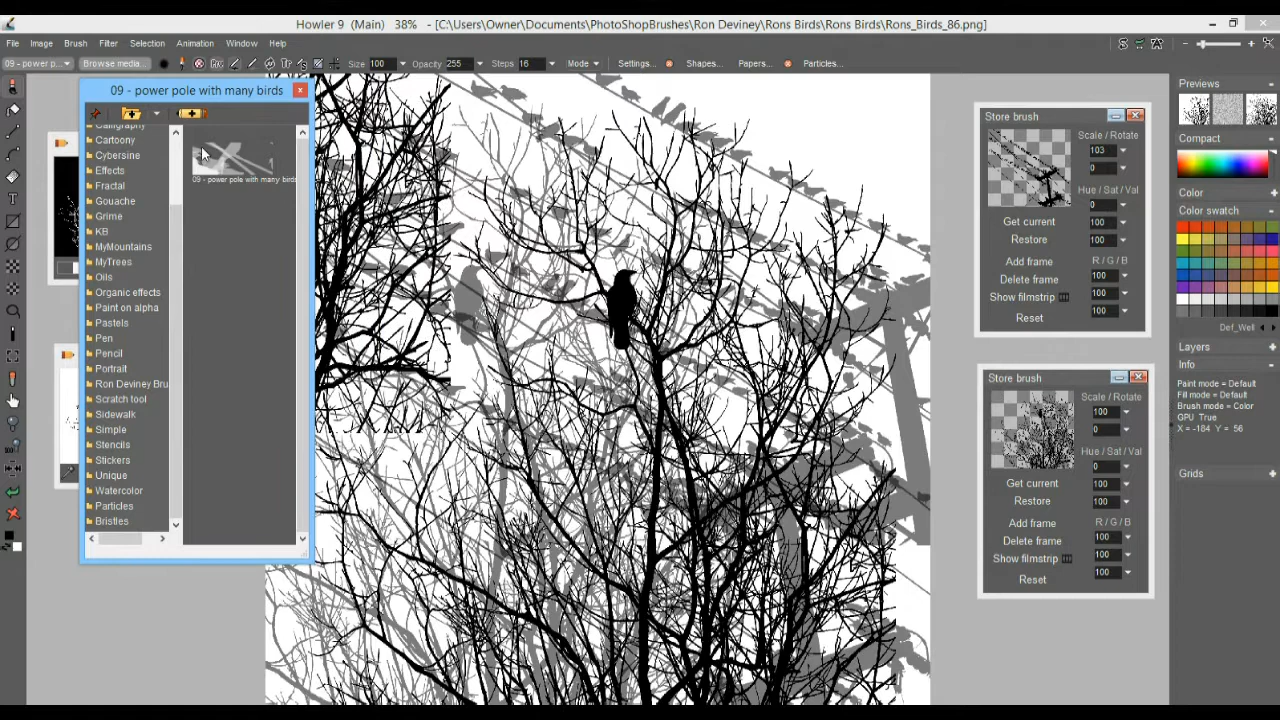 Howler 9 (Main) 38% - [C:\Users\Owner\Documents\PhotoShopBrushes\Ron Deviney\Rons Birds\Rons Birds\Rons_Birds_86.png]
File Image Brush Filter Selection Animation Window Help
09 - power p... Browse media... Size 100 Opacity 255 Steps 16 Mode Settings... Shapes... Papers... Particles...
09 - power pole with many birds
Calligraphy
Cartoony
Cybersine
Effects
Fractal
Gouache
Grime
KB
MyMountains
MyTrees
Oils
Organic effects
Paint on alpha
Pastels
Pen
Pencil
Portrait
Ron Deviney Bru
Scratch tool
Sidewalk
Simple
Stencils
Stickers
Unique
Watercolor
Particles
Bristles
09 - power pole with many birds
Store brush
Scale / Rotate
103
0
Hue / Sat / Val
0
Get current 100
Restore 100
Add frame R / G / B
Delete frame 100
Show filmstrip 100
Reset 100
Store brush
Scale / Rotate
100
0
Hue / Sat / Val
0
Get current 100
Restore 100
Add frame R / G / B
Delete frame 100
Show filmstrip 100
Reset 100
Previews
Compact
Color
Color swatch
Def_Well
Layers
Info
Paint mode = Default
Fill mode = Default
Brush mode = Color
GPU True
X = -184 Y = 56
Grids